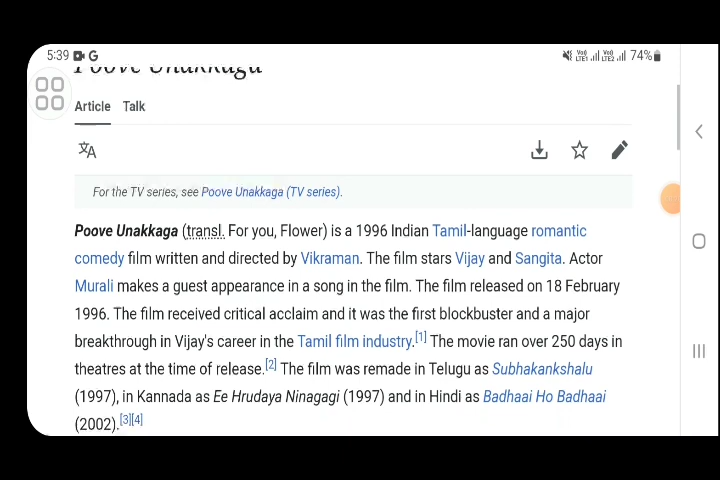 5:39 G Vo) LTE1 Vo) LTE2 74%
Poove Unakkaga
Article Talk
For the TV series, see Poove Unakkaga (TV series).
Poove Unakkaga (transl. For you, Flower) is a 1996 Indian Tamil-language romantic
comedy film written and directed by Vikraman. The film stars Vijay and Sangita. Actor
Murali makes a guest appearance in a song in the film. The film released on 18 February
1996. The film received critical acclaim and it was the first blockbuster and a major
breakthrough in Vijay's career in the Tamil film industry.[1] The movie ran over 250 days in
theatres at the time of release.[2] The film was remade in Telugu as Subhakankshalu
(1997), in Kannada as Ee Hrudaya Ninagagi (1997) and in Hindi as Badhaai Ho Badhaai
(2002).[3][4]